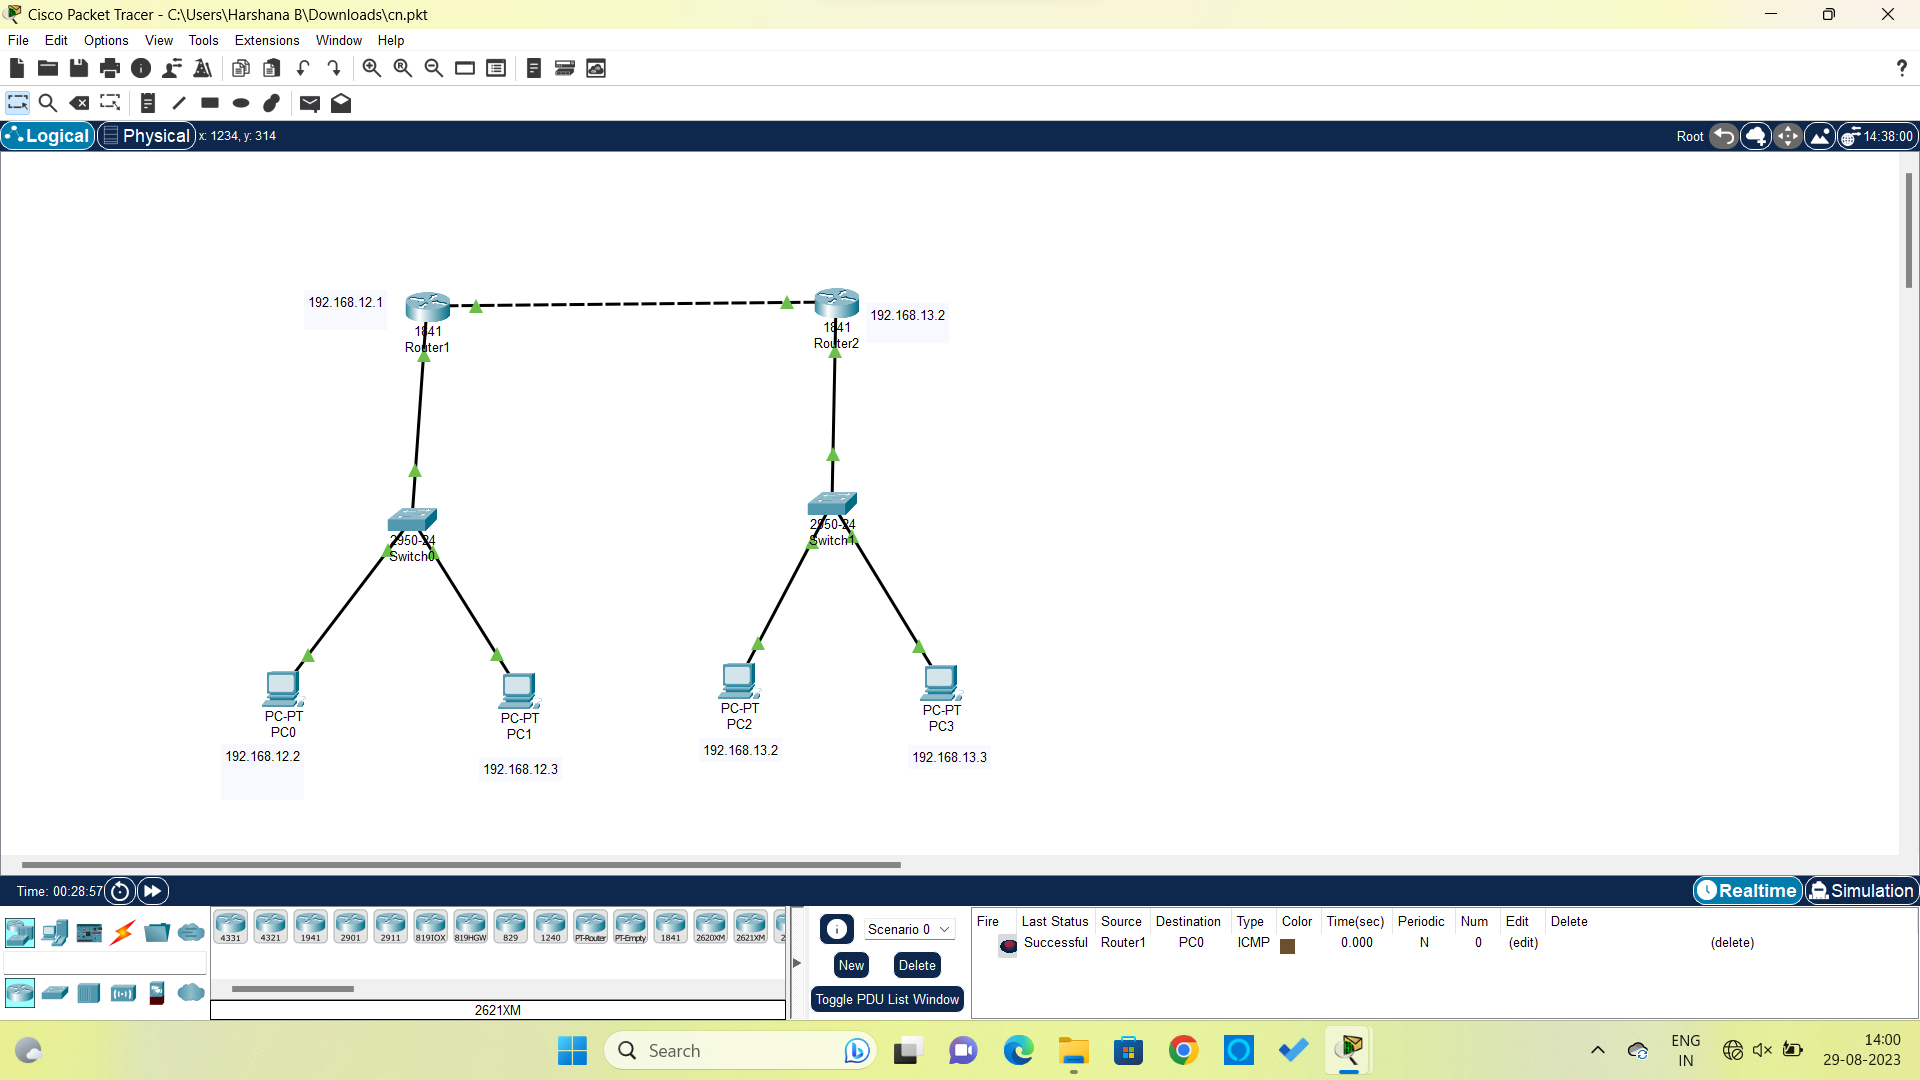 Cisco Packet Tracer - C:\Users\Harshana B\Downloads\cn.pkt
File Edit Options View Tools Extensions Window Help
?
Logical Physical x: 1234, y: 314 Root 14:38:00
192.168.12.1
1841
Router1
1841
Router2
192.168.13.2
2950-24
Switch0
2950-24
Switch1
PC-PT
PC0
192.168.12.2
PC-PT
PC1
192.168.12.3
PC-PT
PC2
192.168.13.2
PC-PT
PC3
192.168.13.3
Time: 00:28:57 Realtime Simulation
4331 4321 1941 2901 2911 819IOX 819HGW 829 1240 PT-Router PT-Empty 1841 2620XM 2621XM 2
2621XM
Scenario 0
New Delete
Toggle PDU List Window
Fire Last Status Source Destination Type Color Time(sec) Periodic Num Edit Delete
Successful Router1 PC0 ICMP 0.000 N 0 (edit) (delete)
Search
ENG
IN
14:00
29-08-2023